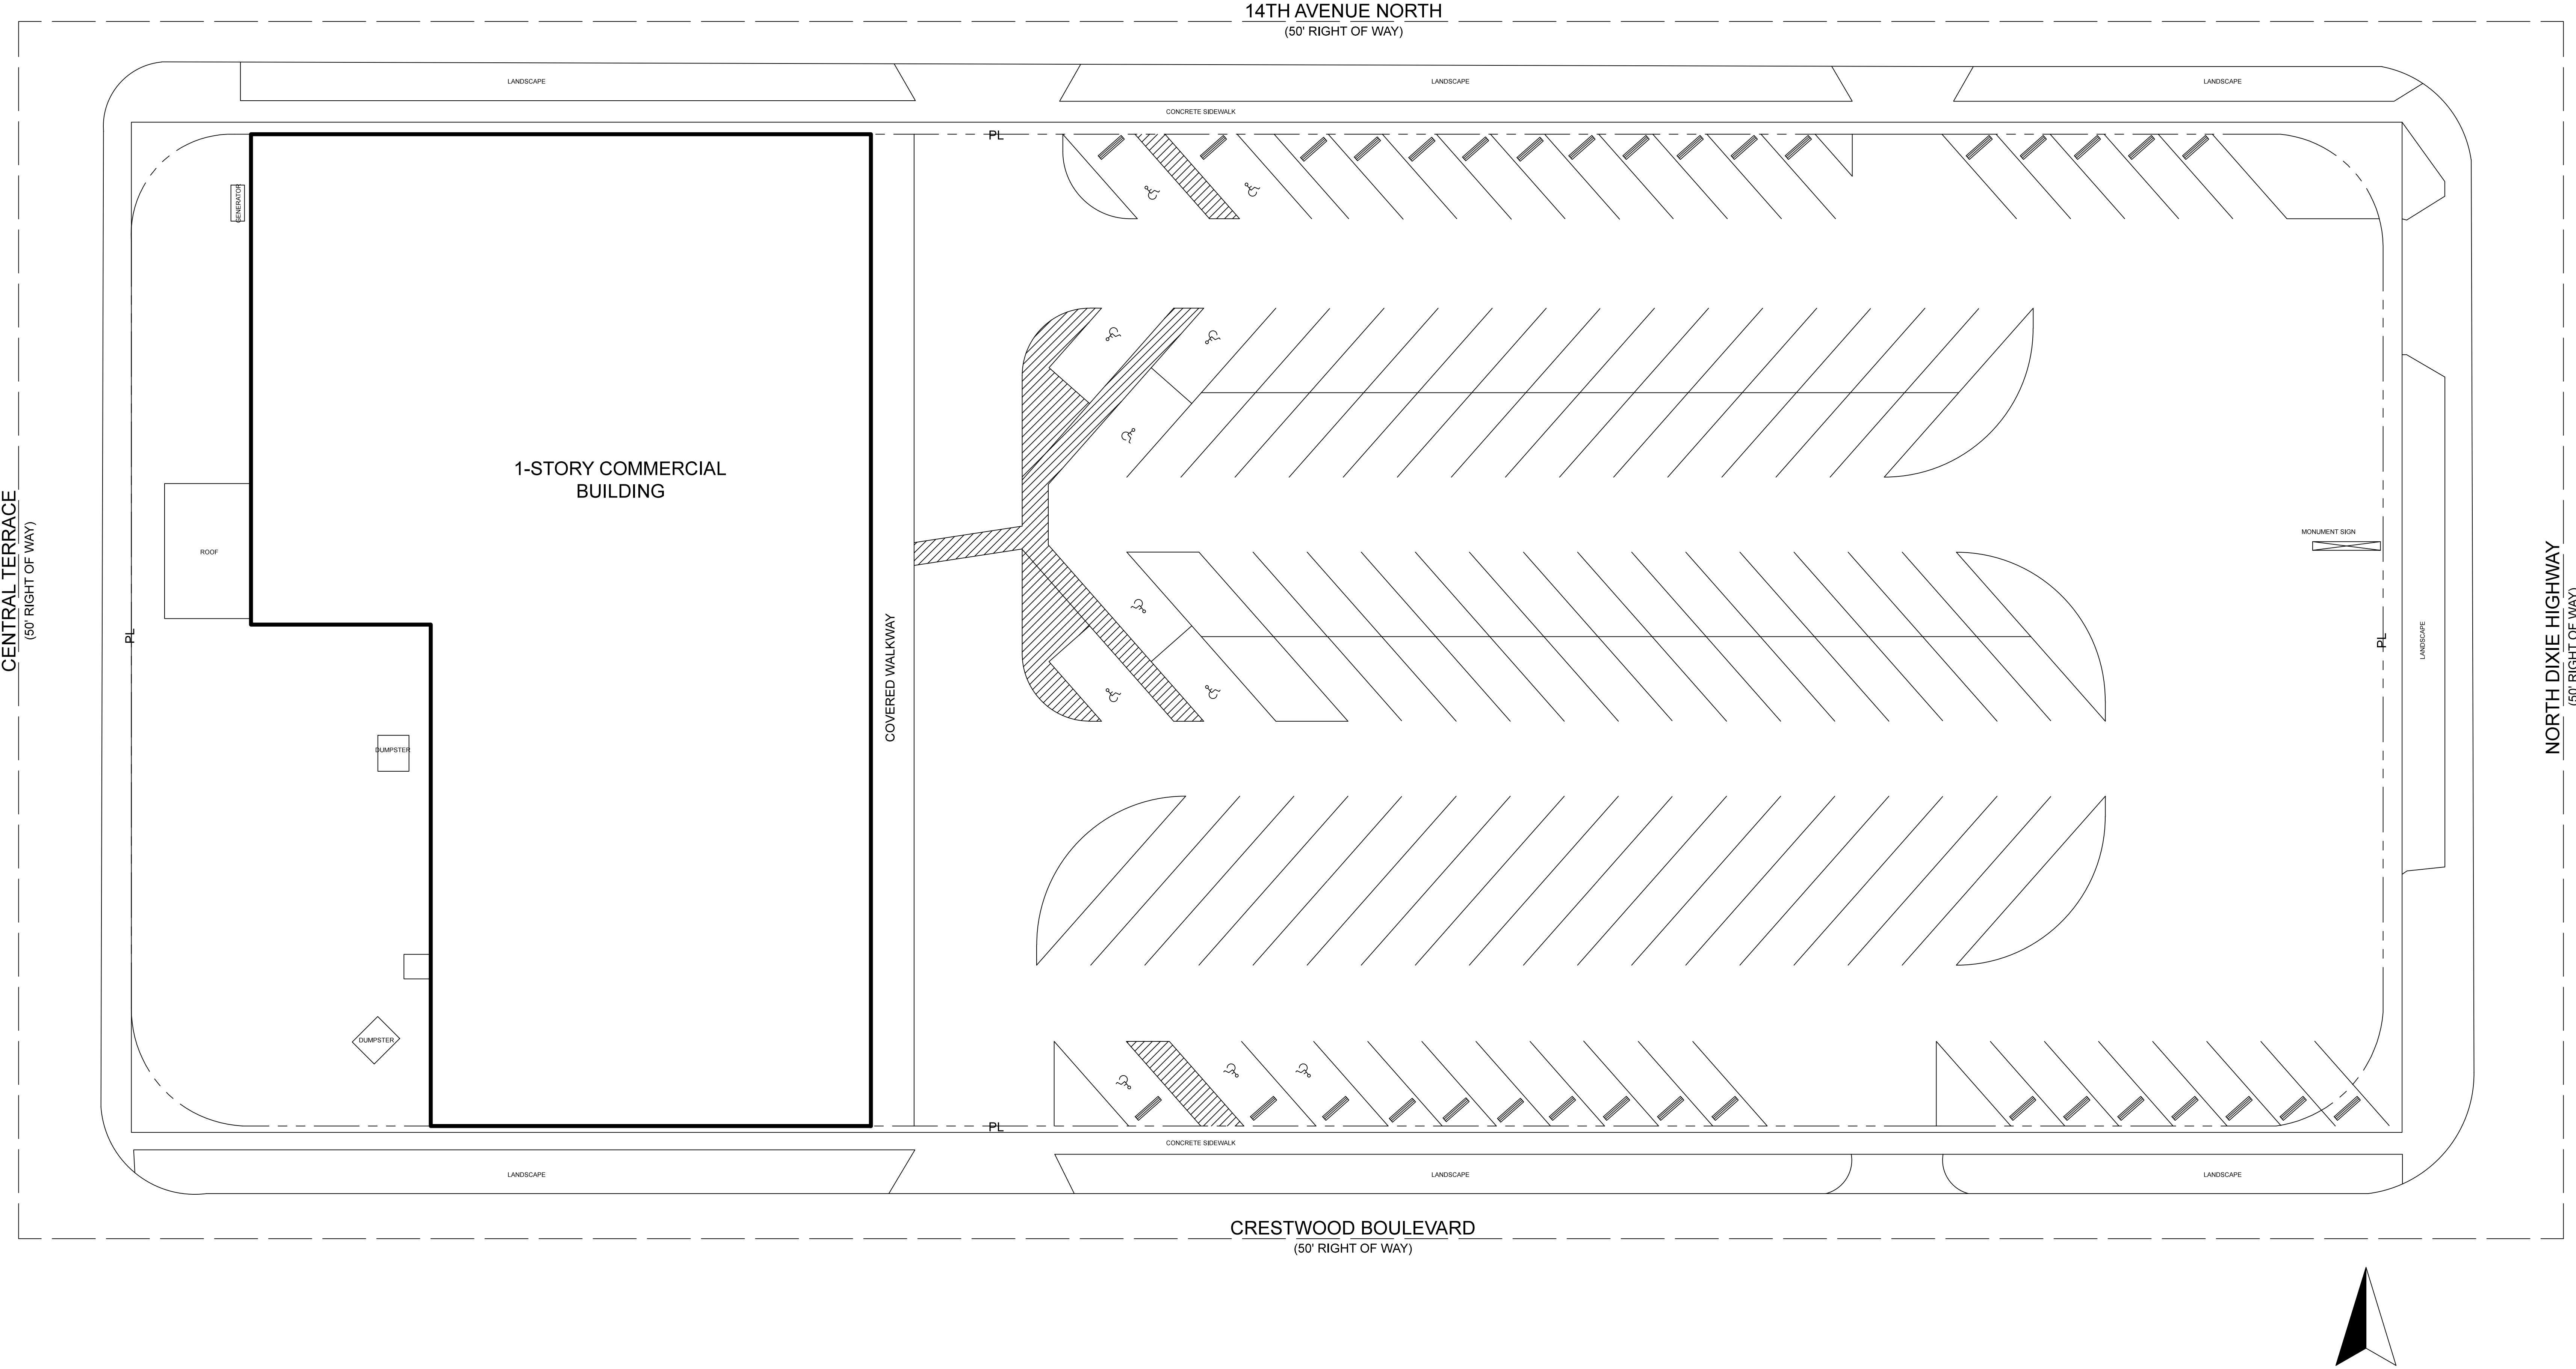 14TH AVENUE NORTH
(50' RIGHT OF WAY)
LANDSCAPE
LANDSCAPE
LANDSCAPE
CONCRETE SIDEWALK
PL
GENERATOR
1-STORY COMMERCIAL
BUILDING
ROOF
CENTRAL TERRACE
(50' RIGHT OF WAY)
PL
COVERED WALKWAY
MONUMENT SIGN
PL
LANDSCAPE
NORTH DIXIE HIGHWAY
(50' RIGHT OF WAY)
DUMPSTER
DUMPSTER
PL
CONCRETE SIDEWALK
LANDSCAPE
LANDSCAPE
LANDSCAPE
CRESTWOOD BOULEVARD
(50' RIGHT OF WAY)